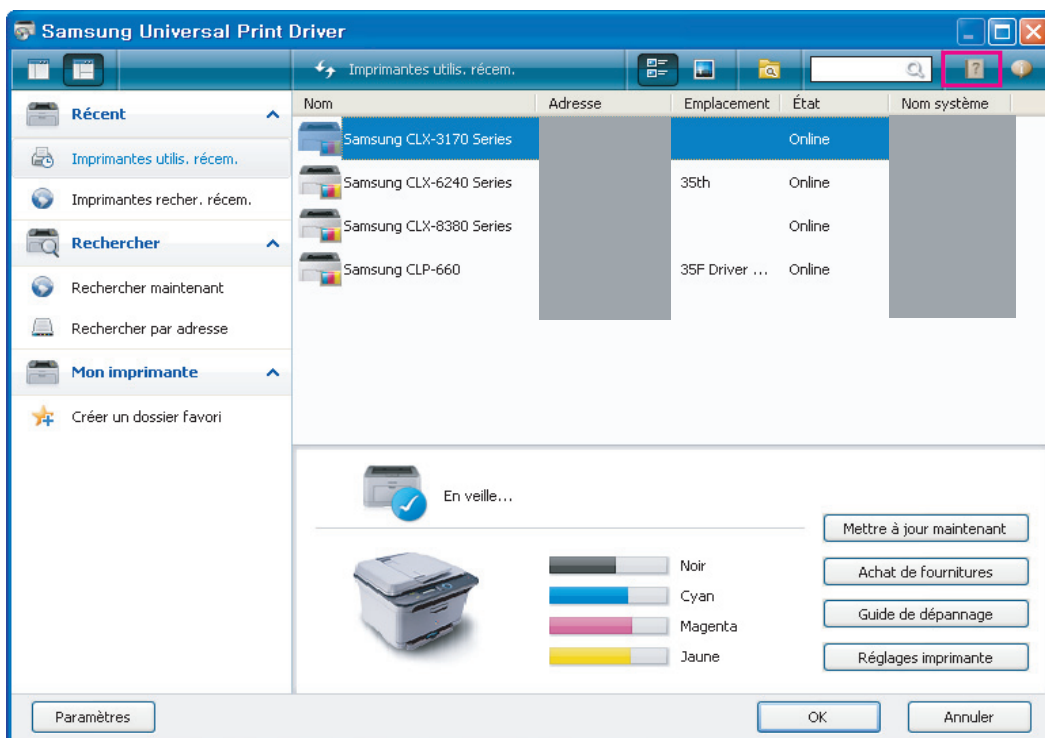 Samsung Universal Print Driver
Imprimantes utilis. récem.
?
Récent
Imprimantes utilis. récem.
Imprimantes recher. récem.
Rechercher
Rechercher maintenant
Rechercher par adresse
Mon imprimante
Créer un dossier favori
Nom Adresse Emplacement État Nom système
Samsung CLX-3170 Series Online
Samsung CLX-6240 Series 35th Online
Samsung CLX-8380 Series Online
Samsung CLP-660 35F Driver ... Online
En veille...
Noir
Cyan
Magenta
Jaune
Mettre à jour maintenant
Achat de fournitures
Guide de dépannage
Réglages imprimante
Paramètres
OK
Annuler